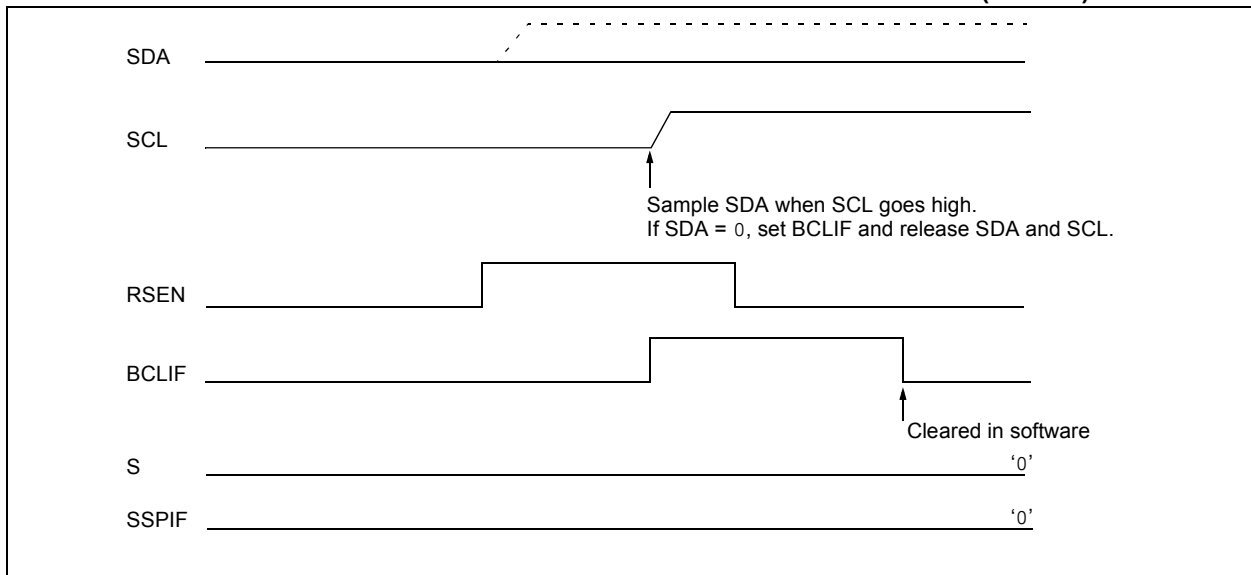 SDA
SCL
Sample SDA when SCL goes high.
If SDA = 0, set BCLIF and release SDA and SCL.
RSEN
BCLIF
Cleared in software
S
‘0’
SSPIF
‘0’